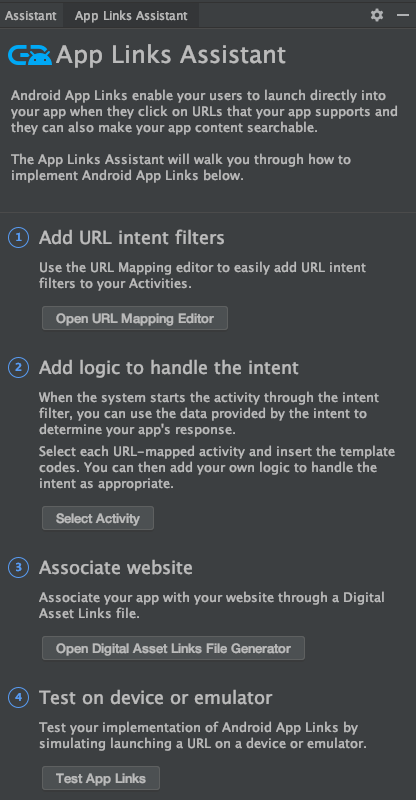 Assistant App Links Assistant
App Links Assistant
Android App Links enable your users to launch directly into
your app when they click on URLs that your app supports and
they can also make your app content searchable.
The App Links Assistant will walk you through how to
implement Android App Links below.
1 Add URL intent filters
Use the URL Mapping editor to easily add URL intent
filters to your Activities.
Open URL Mapping Editor
2 Add logic to handle the intent
When the system starts the activity through the intent
filter, you can use the data provided by the intent to
determine your app's response.
Select each URL-mapped activity and insert the template
codes. You can then add your own logic to handle the
intent as appropriate.
Select Activity
3 Associate website
Associate your app with your website through a Digital
Asset Links file.
Open Digital Asset Links File Generator
4 Test on device or emulator
Test your implementation of Android App Links by
simulating launching a URL on a device or emulator.
Test App Links